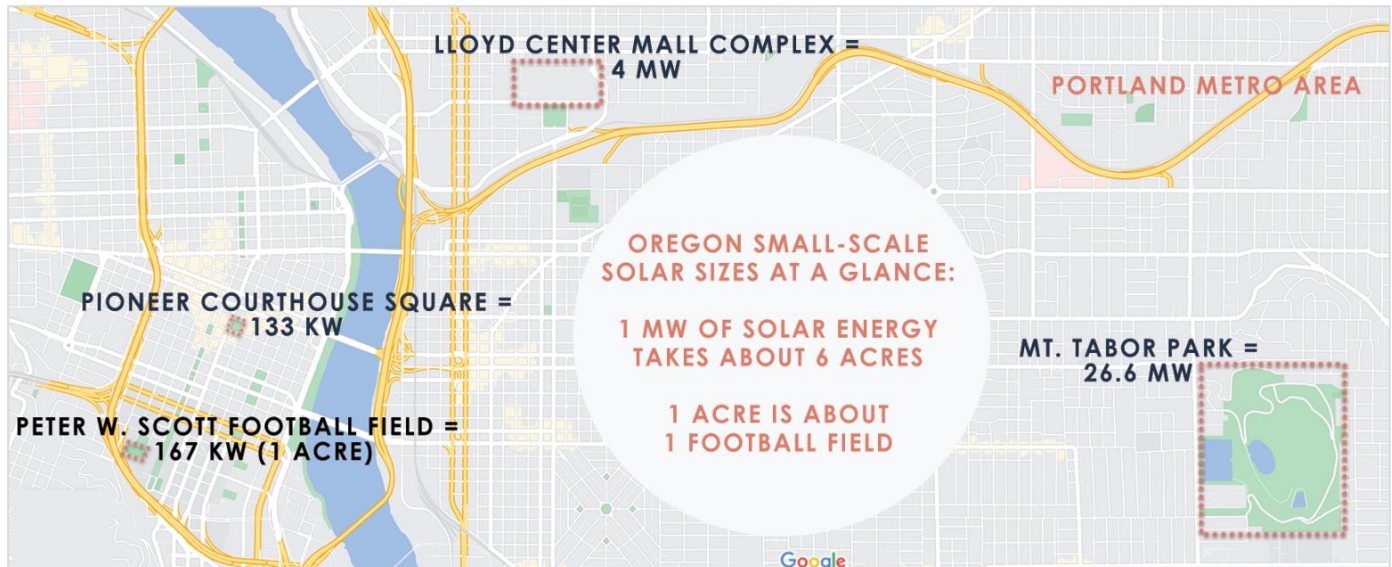 LLOYD CENTER MALL COMPLEX =
4 MW
PORTLAND METRO AREA
OREGON SMALL-SCALE
SOLAR SIZES AT A GLANCE:
1 MW OF SOLAR ENERGY
TAKES ABOUT 6 ACRES
1 ACRE IS ABOUT
1 FOOTBALL FIELD
PIONEER COURTHOUSE SQUARE =
133 KW
MT. TABOR PARK =
26.6 MW
PETER W. SCOTT FOOTBALL FIELD =
167 KW (1 ACRE)
Google